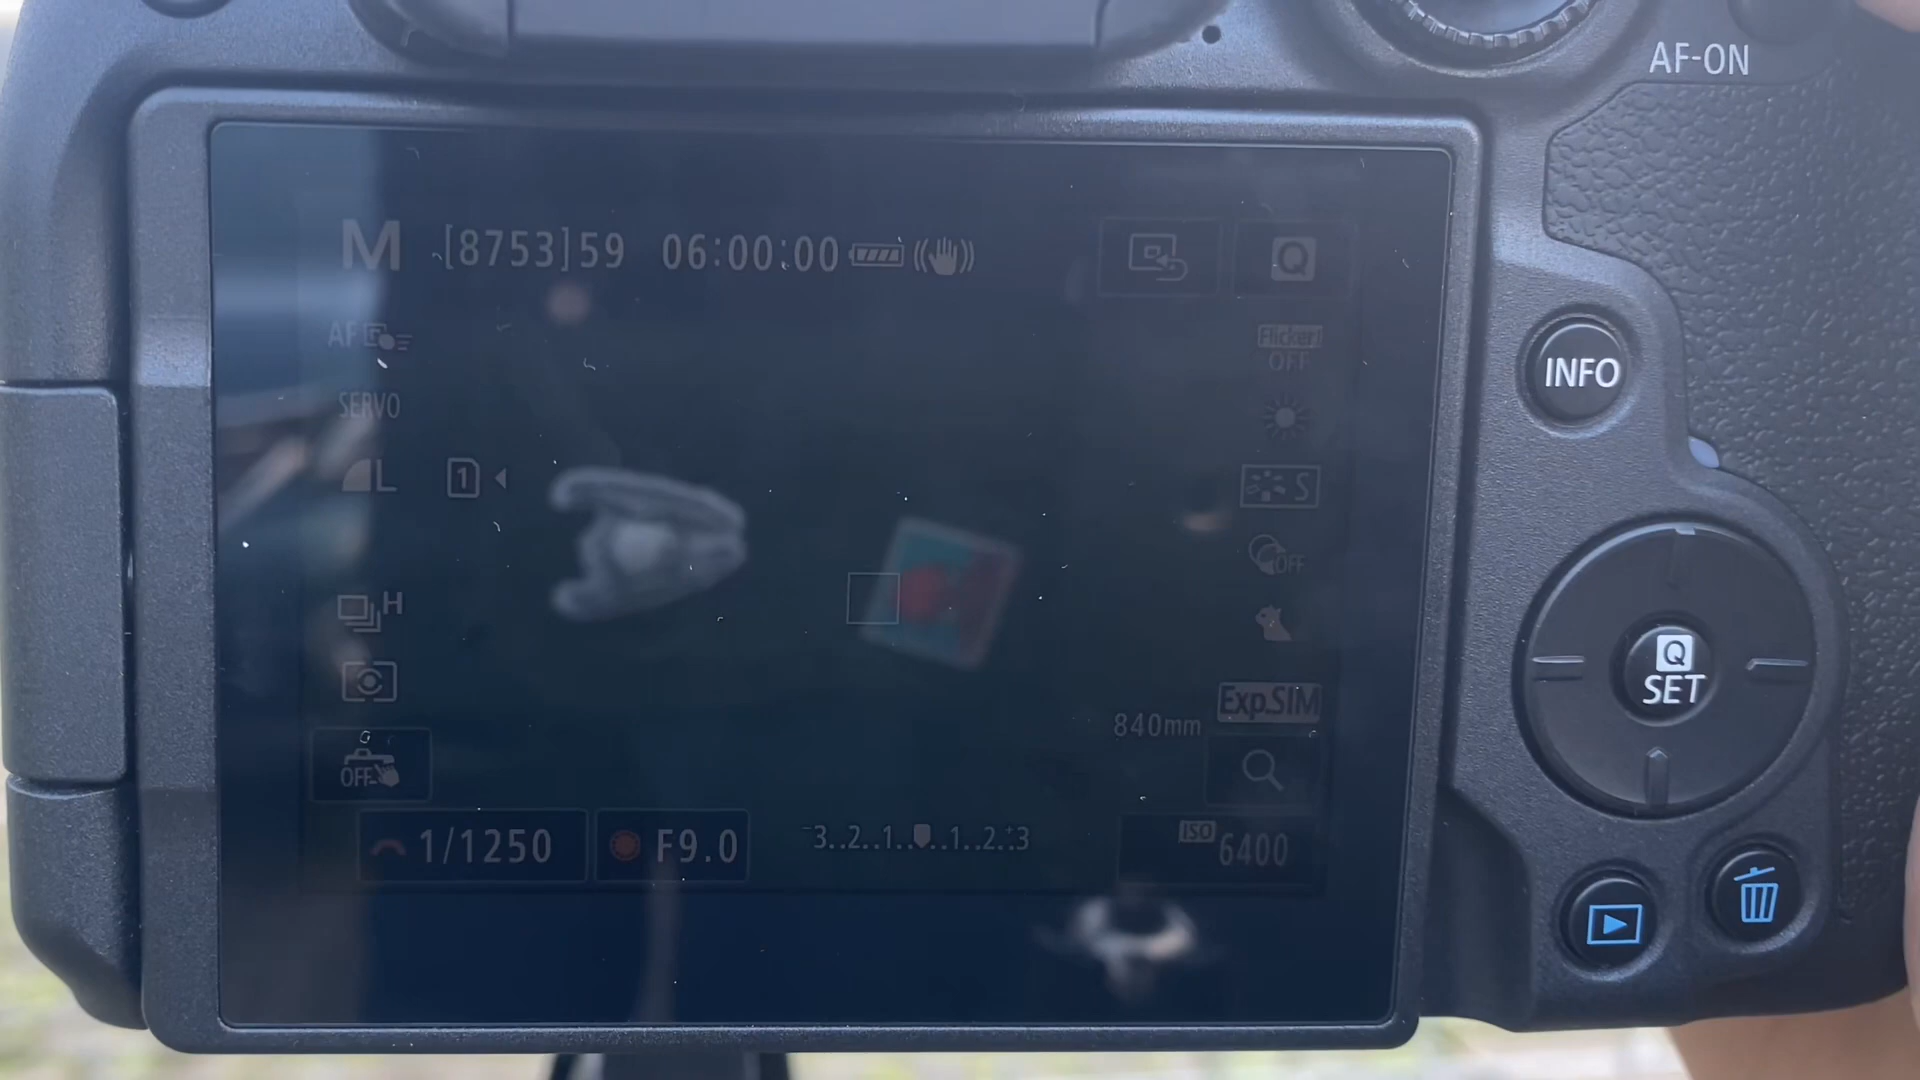 AF-ON
M [8753]59 06:00:00 Q
AF
Flicker!
OFF
INFO
SERVO
L 1
S
OFF
H
Q
SET
Exp.SIM
840mm
OFF
1/1250 F9.0 -3..2..1..0..1..2..+3 ISO 6400